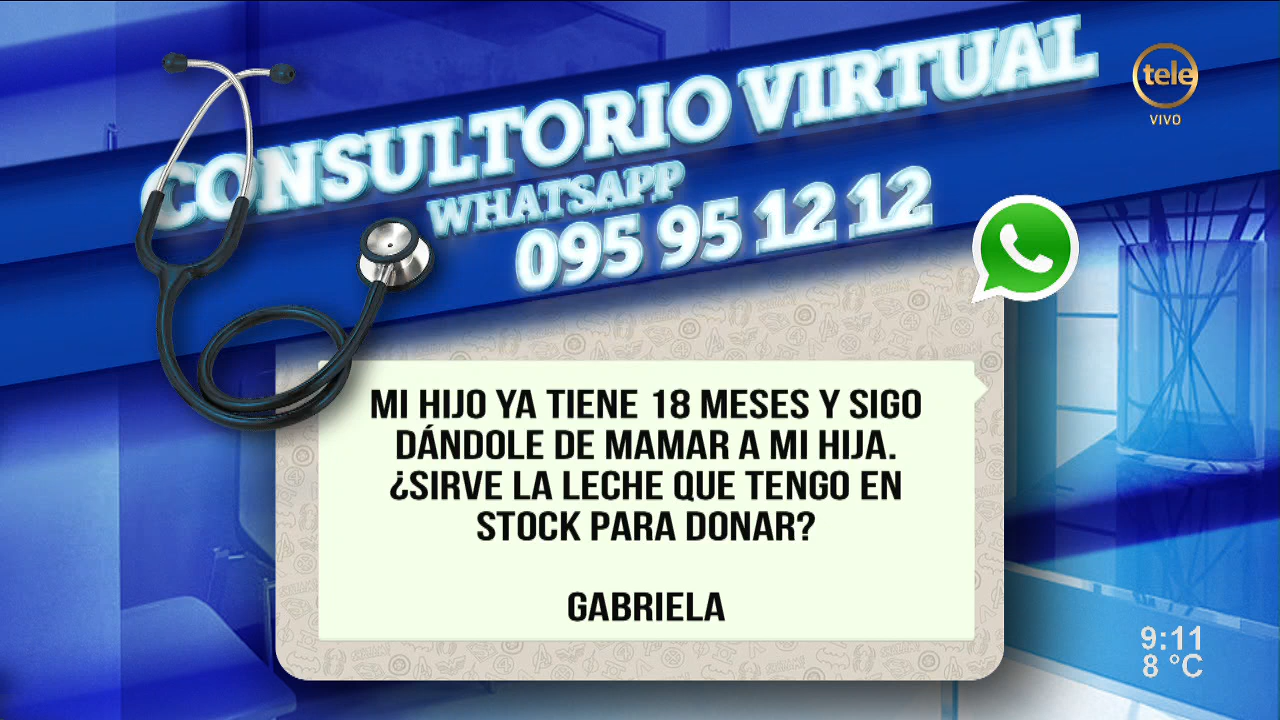 CONSULTORIO VIRTUAL
WHATSAPP
095 95 12 12
tele
VIVO
MI HIJO YA TIENE 18 MESES Y SIGO
DÁNDOLE DE MAMAR A MI HIJA.
¿SIRVE LA LECHE QUE TENGO EN
STOCK PARA DONAR?
GABRIELA
9:11
8 °C